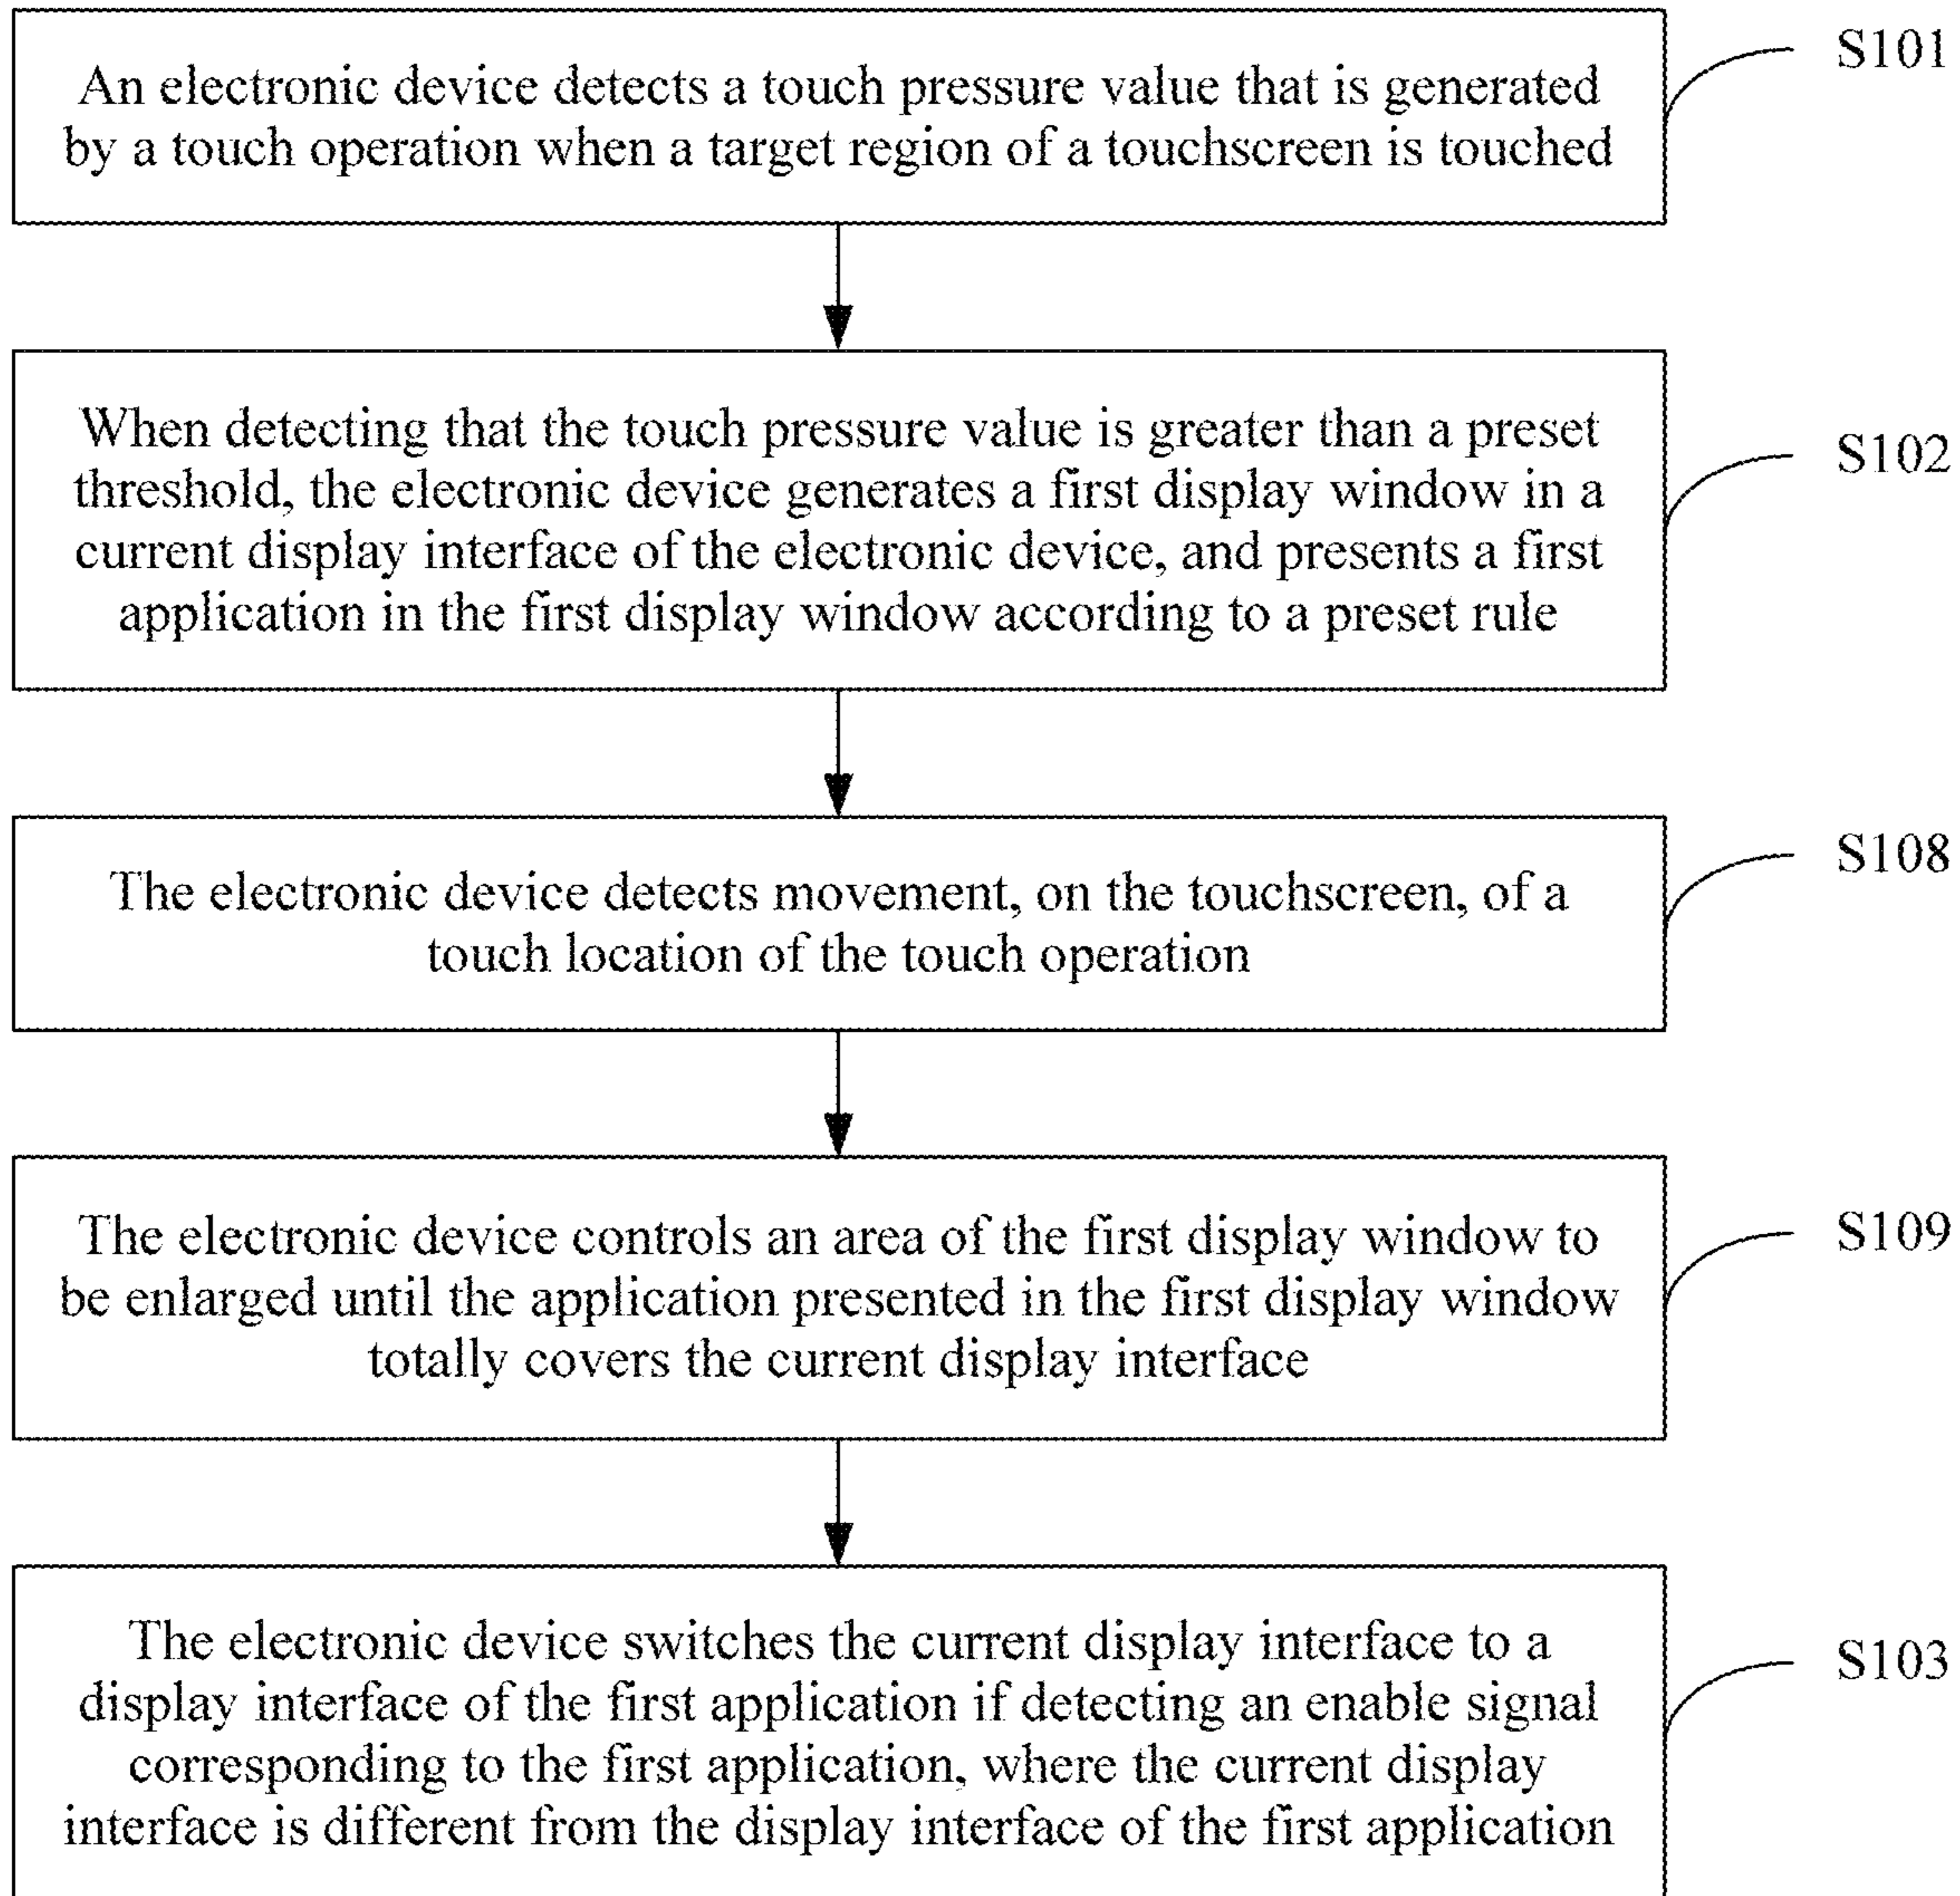 An electronic device detects a touch pressure value that is generated
by a touch operation when a target region of a touchscreen is touched
S101
When detecting that the touch pressure value is greater than a preset
threshold, the electronic device generates a first display window in a
current display interface of the electronic device, and presents a first
application in the first display window according to a preset rule
S102
The electronic device detects movement, on the touchscreen, of a
touch location of the touch operation
S108
The electronic device controls an area of the first display window to
be enlarged until the application presented in the first display window
totally covers the current display interface
S109
The electronic device switches the current display interface to a
display interface of the first application if detecting an enable signal
corresponding to the first application, where the current display
interface is different from the display interface of the first application
S103